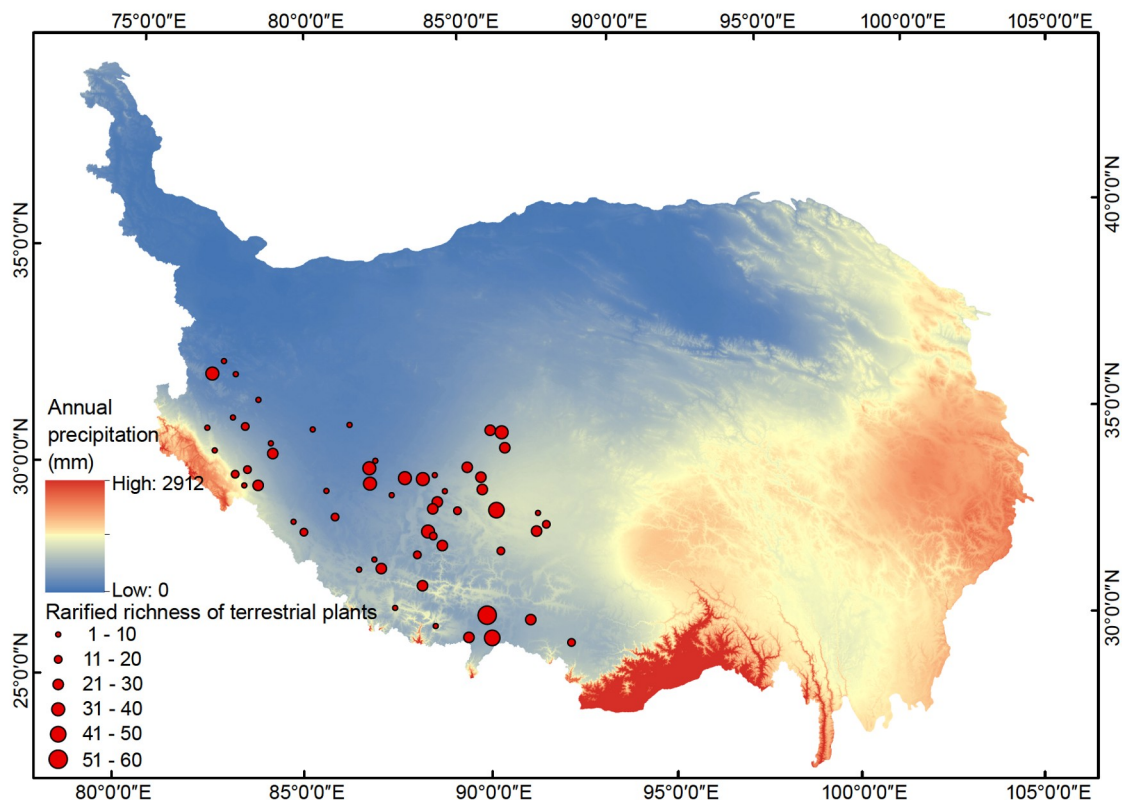 75°0'0"E 80°0'0"E 85°0'0"E 90°0'0"E 95°0'0"E 100°0'0"E 105°0'0"E
40°0'0"N
35°0'0"N
35°0'0"N
30°0'0"N
30°0'0"N
25°0'0"N
Annual
precipitation
(mm)
High: 2912
Low: 0
Rarified richness of terrestrial plants
1 - 10
11 - 20
21 - 30
31 - 40
41 - 50
51 - 60
80°0'0"E 85°0'0"E 90°0'0"E 95°0'0"E 100°0'0"E 105°0'0"E